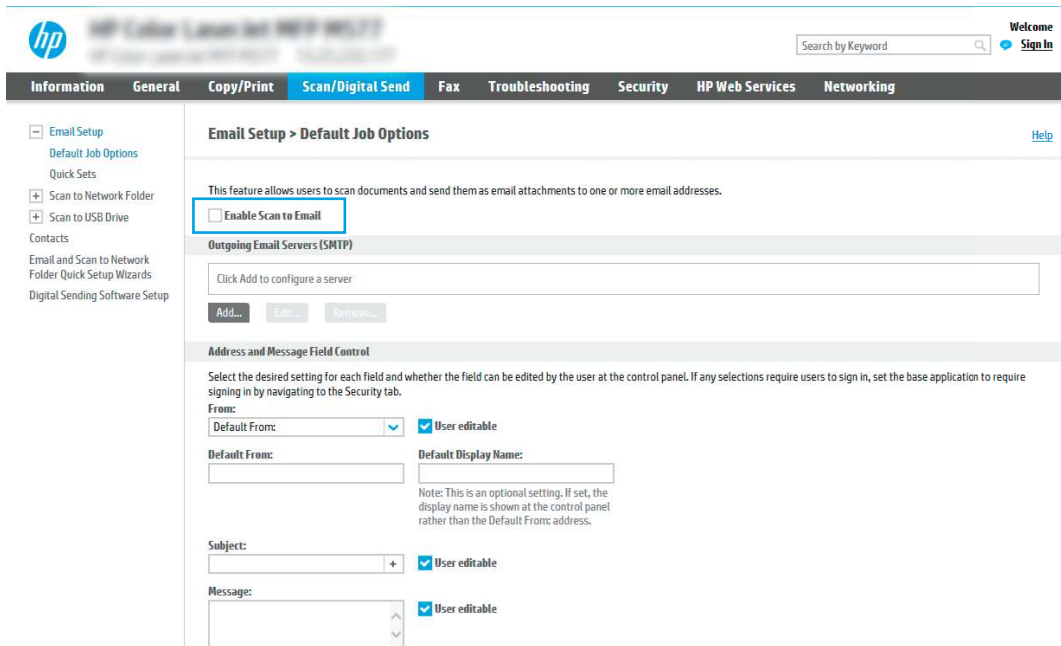 hp
Welcome
Search by Keyword
Sign In
Information General Copy/Print Scan/Digital Send Fax Troubleshooting Security HP Web Services Networking
Email Setup
Default Job Options
Quick Sets
Scan to Network Folder
Scan to USB Drive
Contacts
Email and Scan to Network
Folder Quick Setup Wizards
Digital Sending Software Setup
Email Setup > Default Job Options
Help
This feature allows users to scan documents and send them as email attachments to one or more email addresses.
Enable Scan to Email
Outgoing Email Servers (SMTP)
Click Add to configure a server
Add... Edit... Remove...
Address and Message Field Control
Select the desired setting for each field and whether the field can be edited by the user at the control panel. If any selections require users to sign in, set the base application to require
signing in by navigating to the Security tab.
From:
Default From: User editable
Default From: Default Display Name:
Note: This is an optional setting. If set, the
display name is shown at the control panel
rather than the Default From: address.
Subject:
+ User editable
Message:
User editable